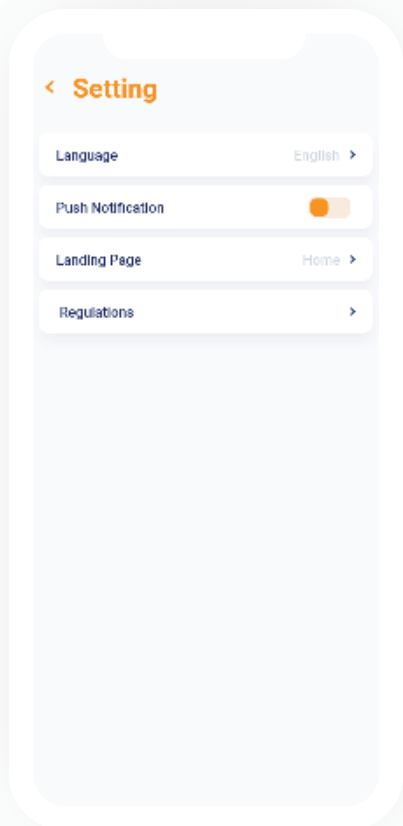 Setting
Language English
Push Notification
Landing Page Home
Regulations